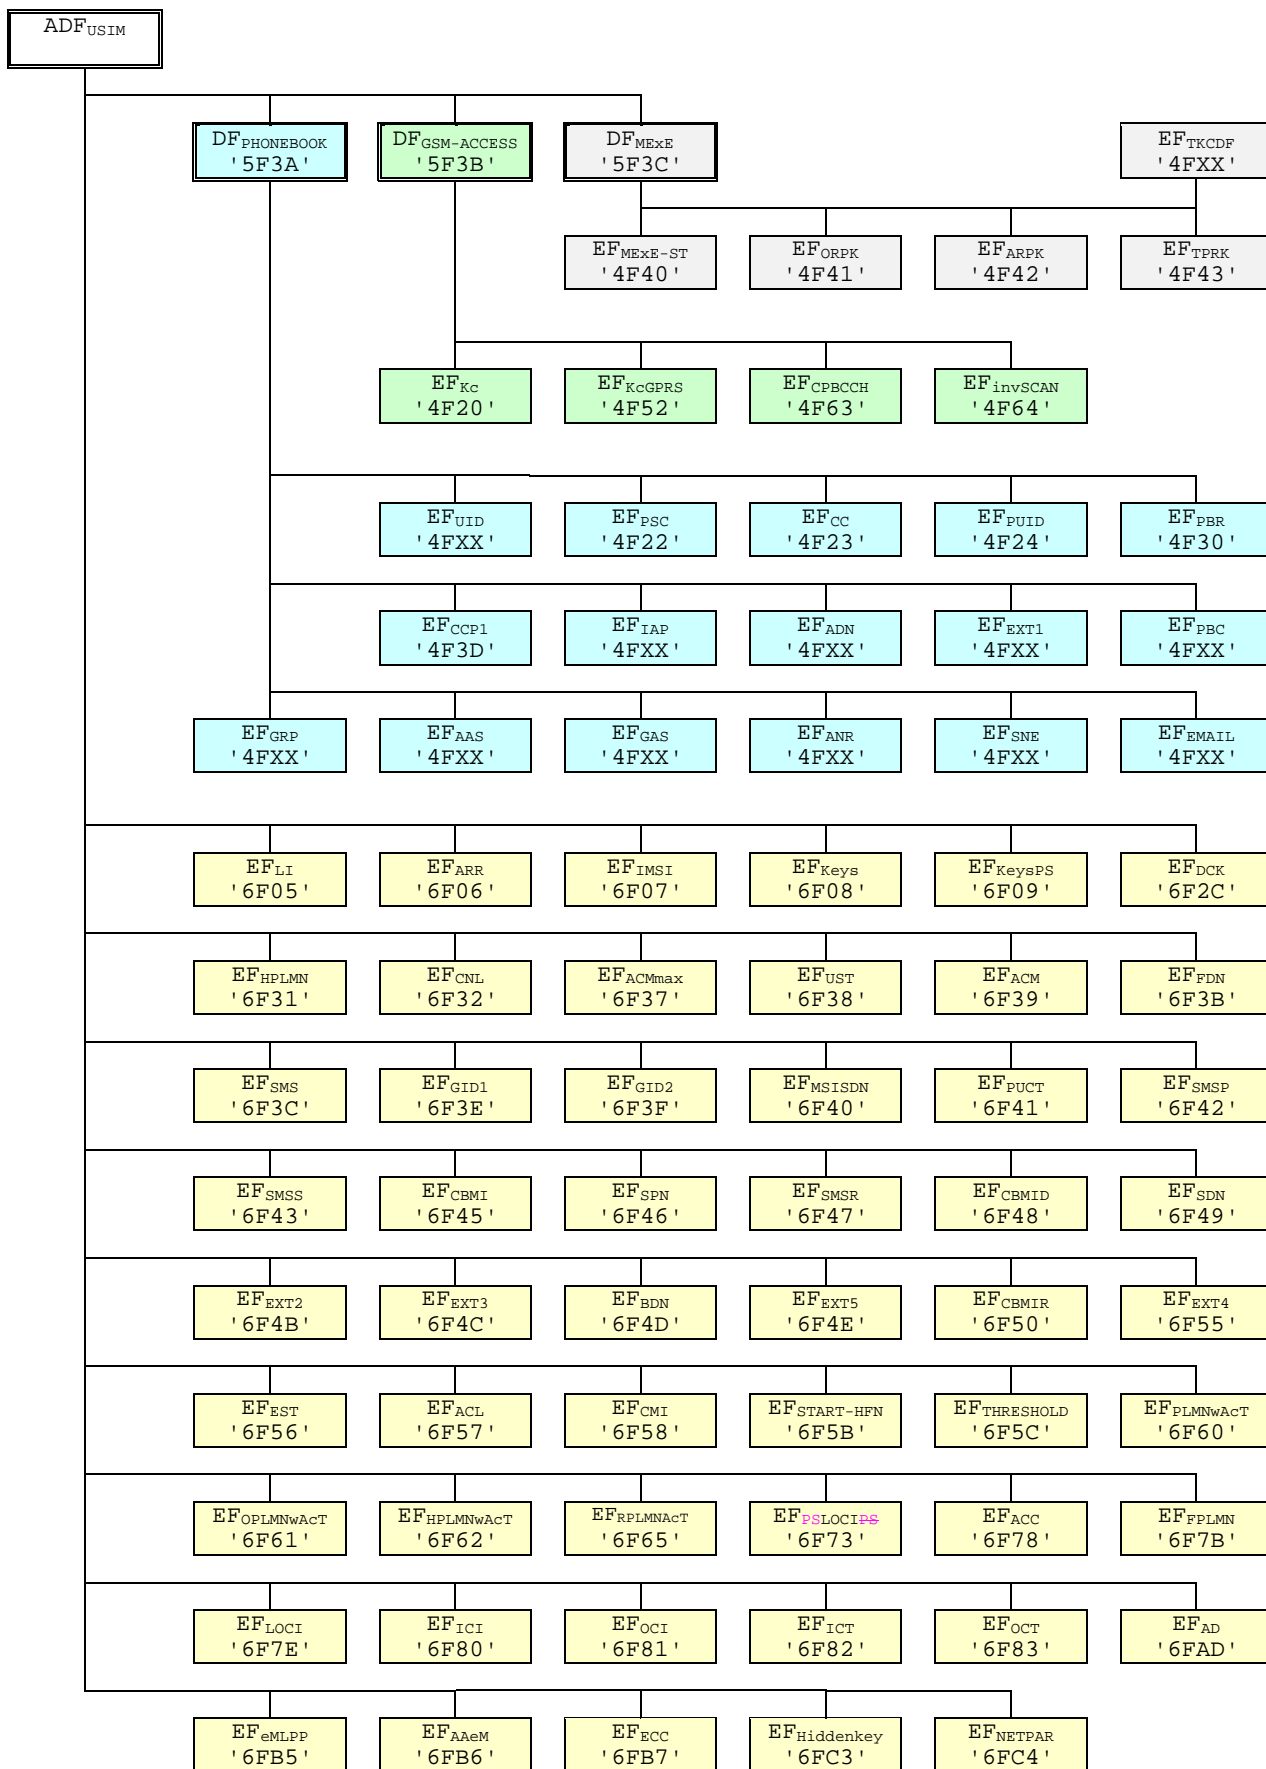 ADFUSIM
DFPHONEBOOK DFGSM-ACCESS DFMExE EFTKCDF
'5F3A' '5F3B' '5F3C' '4FXX'
EFMExE-ST EFORPK EFARPK EFTPRK
'4F40' '4F41' '4F42' '4F43'
EFKc EFKcGPRS EFCPBCCH EFinvSCAN
'4F20' '4F52' '4F63' '4F64'
EFUID EFPSC EFCC EFPUID EFPBR
'4FXX' '4F22' '4F23' '4F24' '4F30'
EFCCP1 EFIAP EFADN EFEXT1 EFPBC
'4F3D' '4FXX' '4FXX' '4FXX' '4FXX'
EFGRP EFAAS EFGAS EFANR EFSNE EFEMAIL
'4FXX' '4FXX' '4FXX' '4FXX' '4FXX' '4FXX'
EFLI EFARR EFIMSI EFKeys EFKeysPS EFDCK
'6F05' '6F06' '6F07' '6F08' '6F09' '6F2C'
EFHPLMN EFCNL EFACMmax EFUST EFACM EFFDN
'6F31' '6F32' '6F37' '6F38' '6F39' '6F3B'
EFSMS EFGID1 EFGID2 EFMSISDN EFPUCT EFSMSP
'6F3C' '6F3E' '6F3F' '6F40' '6F41' '6F42'
EFSMSS EFCBMI EFSPN EFSMSR EFCBMID EFSDN
'6F43' '6F45' '6F46' '6F47' '6F48' '6F49'
EFEXT2 EFEXT3 EFBDN EFEXT5 EFCBMIR EFEXT4
'6F4B' '6F4C' '6F4D' '6F4E' '6F50' '6F55'
EFEST EFACL EFCMI EFSTART-HFN EFTHRESHOLD EFPLMNwAcT
'6F56' '6F57' '6F58' '6F5B' '6F5C' '6F60'
EFOPLMNwAcT EFHPLMNwAcT EFRPLMNAcT EFPSLOCIPS EFACC EFFPLMN
'6F61' '6F62' '6F65' '6F73' '6F78' '6F7B'
EFLOCI EFICI EFOCI EFICT EFOCT EFAD
'6F7E' '6F80' '6F81' '6F82' '6F83' '6FAD'
EFeMLPP EFAAeM EFECC EFHiddenkey EFNETPAR
'6FB5' '6FB6' '6FB7' '6FC3' '6FC4'